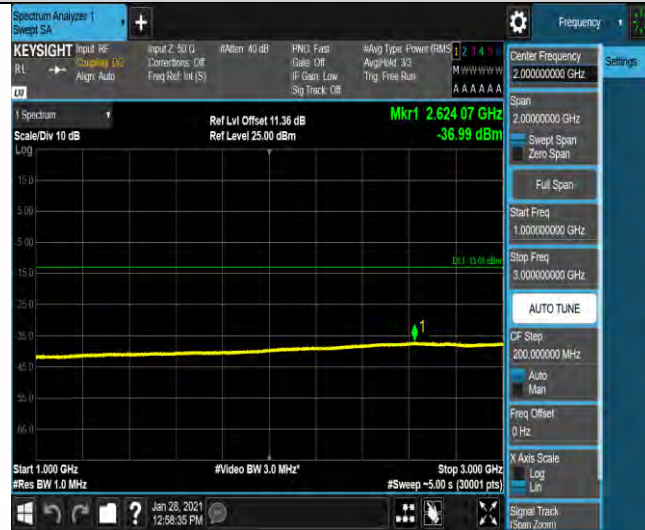 Spectrum Analyzer 1
Swept SA
+
Frequency
KEYSIGHT
RL
Input: RF
Coupling: DC
Align: Auto
Input Z: 50 Ω
Corrections: Off
Freq Ref: Int (S)
#Atten: 40 dB
PNO: Fast
Gate: Off
IF Gain: Low
Sig Track: Off
#Avg Type: Power (RMS
Avg|Hold: 3/3
Trig: Free Run
1 2 3 4 5 6
M W W W W W
A A A A A A
LXI
1 Spectrum
Scale/Div 10 dB
Log
Ref Lvl Offset 11.36 dB
Ref Level 25.00 dBm
Mkr1 2.624 07 GHz
-36.99 dBm
15.0
5.00
-5.00
-15.0
-25.0
-35.0
-45.0
-55.0
-65.0
DL1 -13.00 dBm
1
Start 1.000 GHz
#Res BW 1.0 MHz
#Video BW 3.0 MHz*
Stop 3.000 GHz
#Sweep ~5.00 s (30001 pts)
?
Jan 28, 2021
12:58:35 PM
Center Frequency
2.000000000 GHz
Span
2.00000000 GHz
Swept Span
Zero Span
Full Span
Start Freq
1.000000000 GHz
Stop Freq
3.000000000 GHz
AUTO TUNE
CF Step
200.000000 MHz
Auto
Man
Freq Offset
0 Hz
X Axis Scale
Log
Lin
Signal Track
(Span Zoom)
Settings